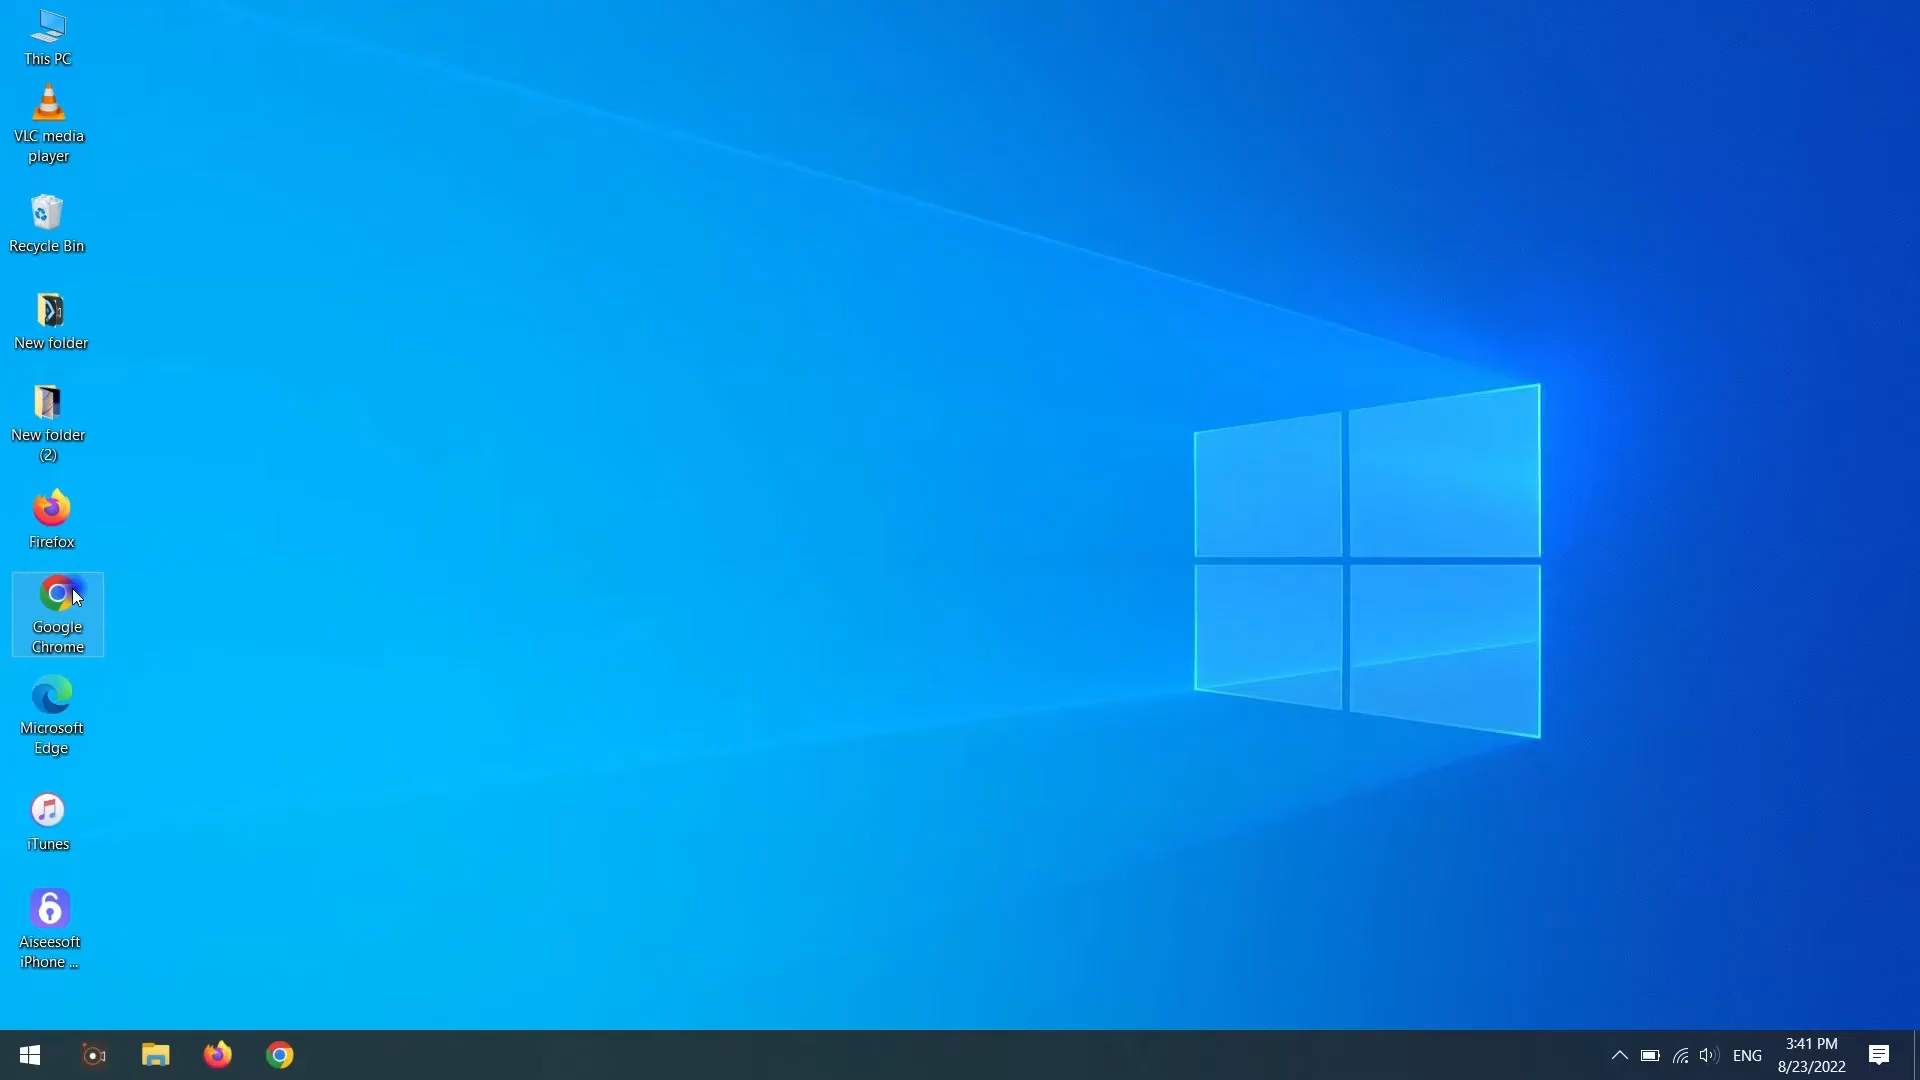 This PC
VLC media
player
Recycle Bin
New folder
New folder
(2)
Firefox
Google
Chrome
Microsoft
Edge
iTunes
Aiseesoft
iPhone ...
ENG
3:41 PM
8/23/2022